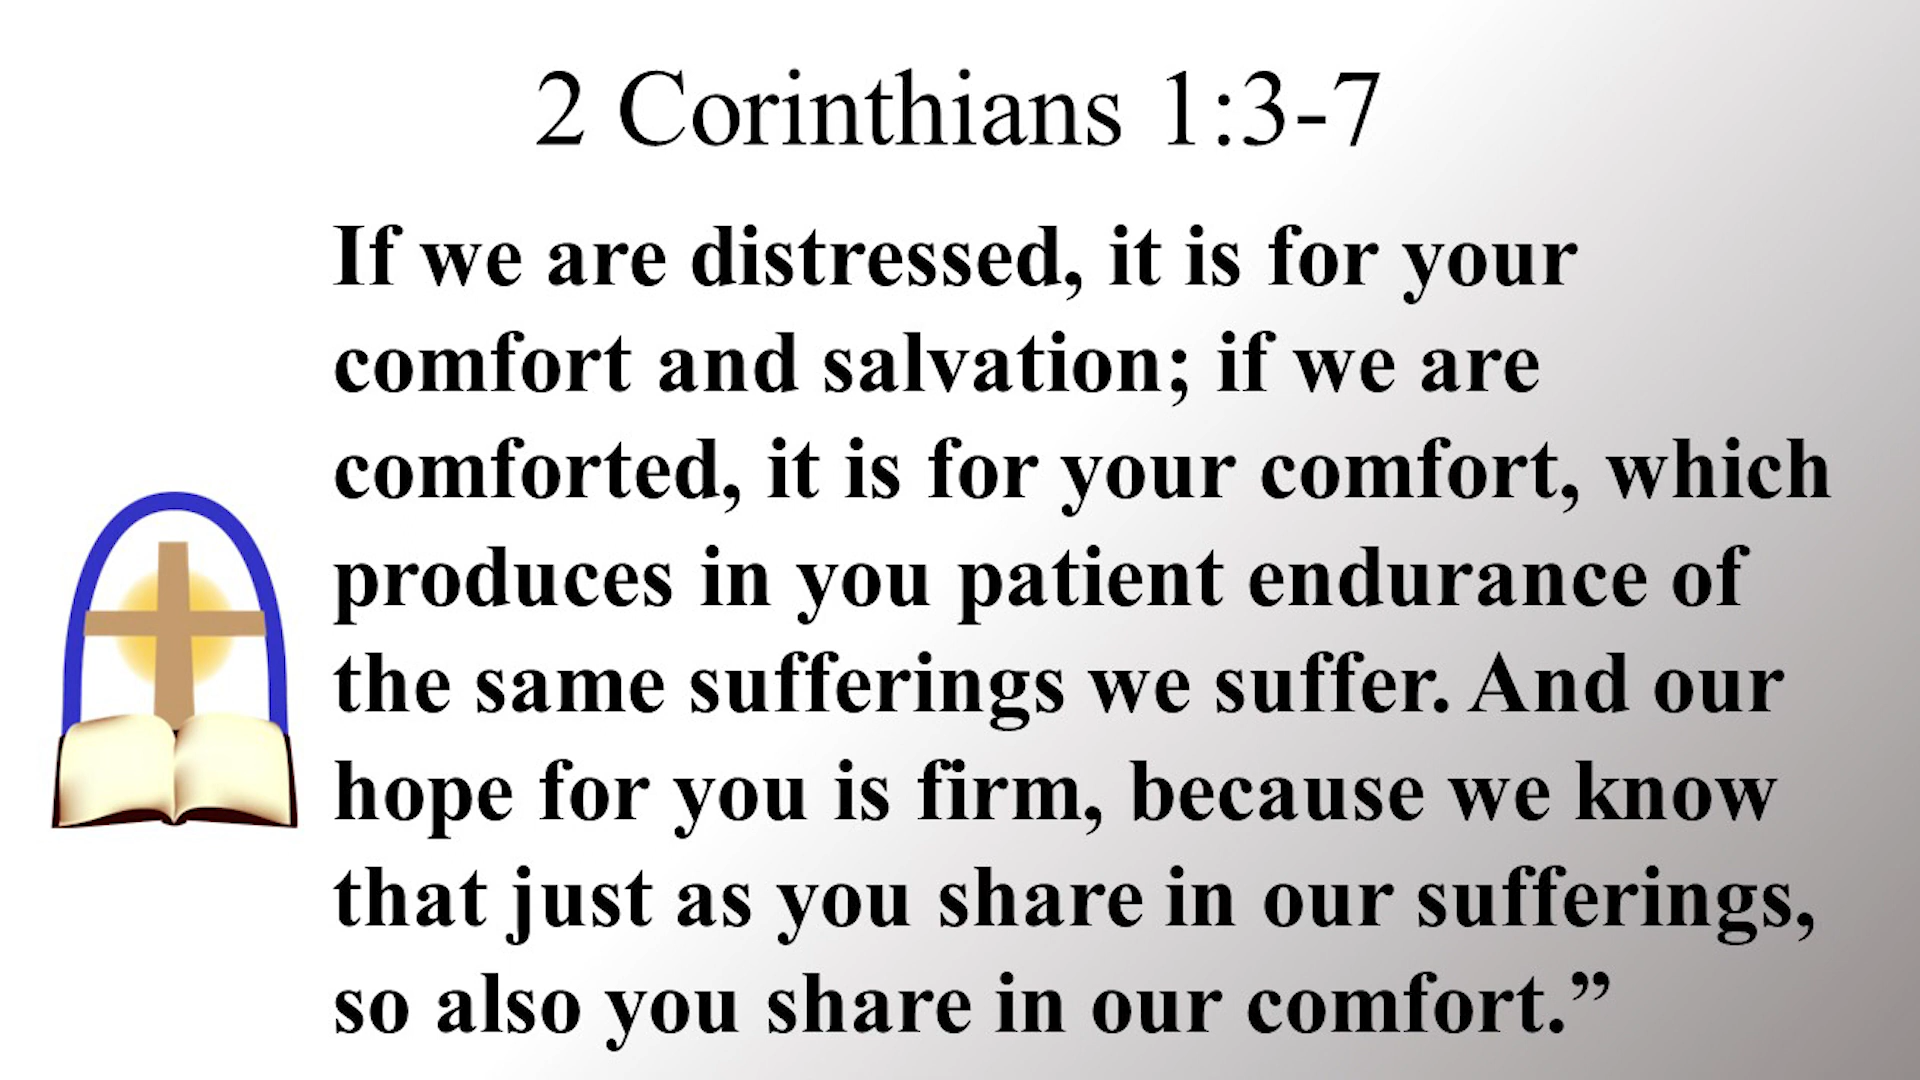 2 Corinthians 1:3-7
If we are distressed, it is for your
comfort and salvation; if we are
comforted, it is for your comfort, which
produces in you patient endurance of
the same sufferings we suffer. And our
hope for you is firm, because we know
that just as you share in our sufferings,
so also you share in our comfort.”